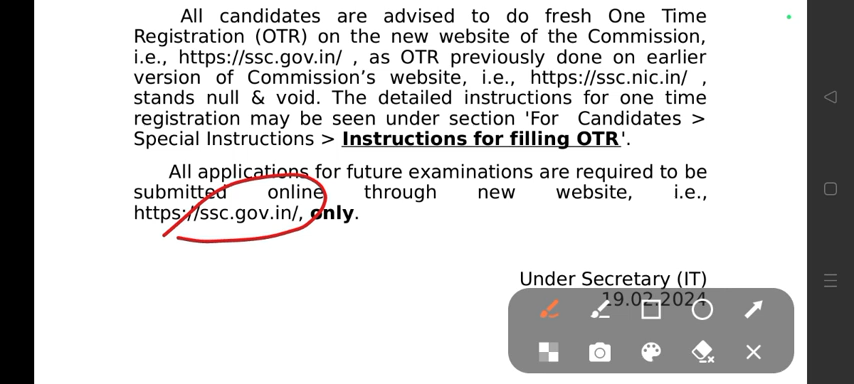 All candidates are advised to do fresh One Time
Registration (OTR) on the new website of the Commission,
i.e., https://ssc.gov.in/ , as OTR previously done on earlier
version of Commission’s website, i.e., https://ssc.nic.in/ ,
stands null & void. The detailed instructions for one time
registration may be seen under section 'For Candidates >
Special Instructions > Instructions for filling OTR'.
All applications for future examinations are required to be
submitted online through new website, i.e.,
https://ssc.gov.in/, only.
Under Secretary (IT)
19.02.2024